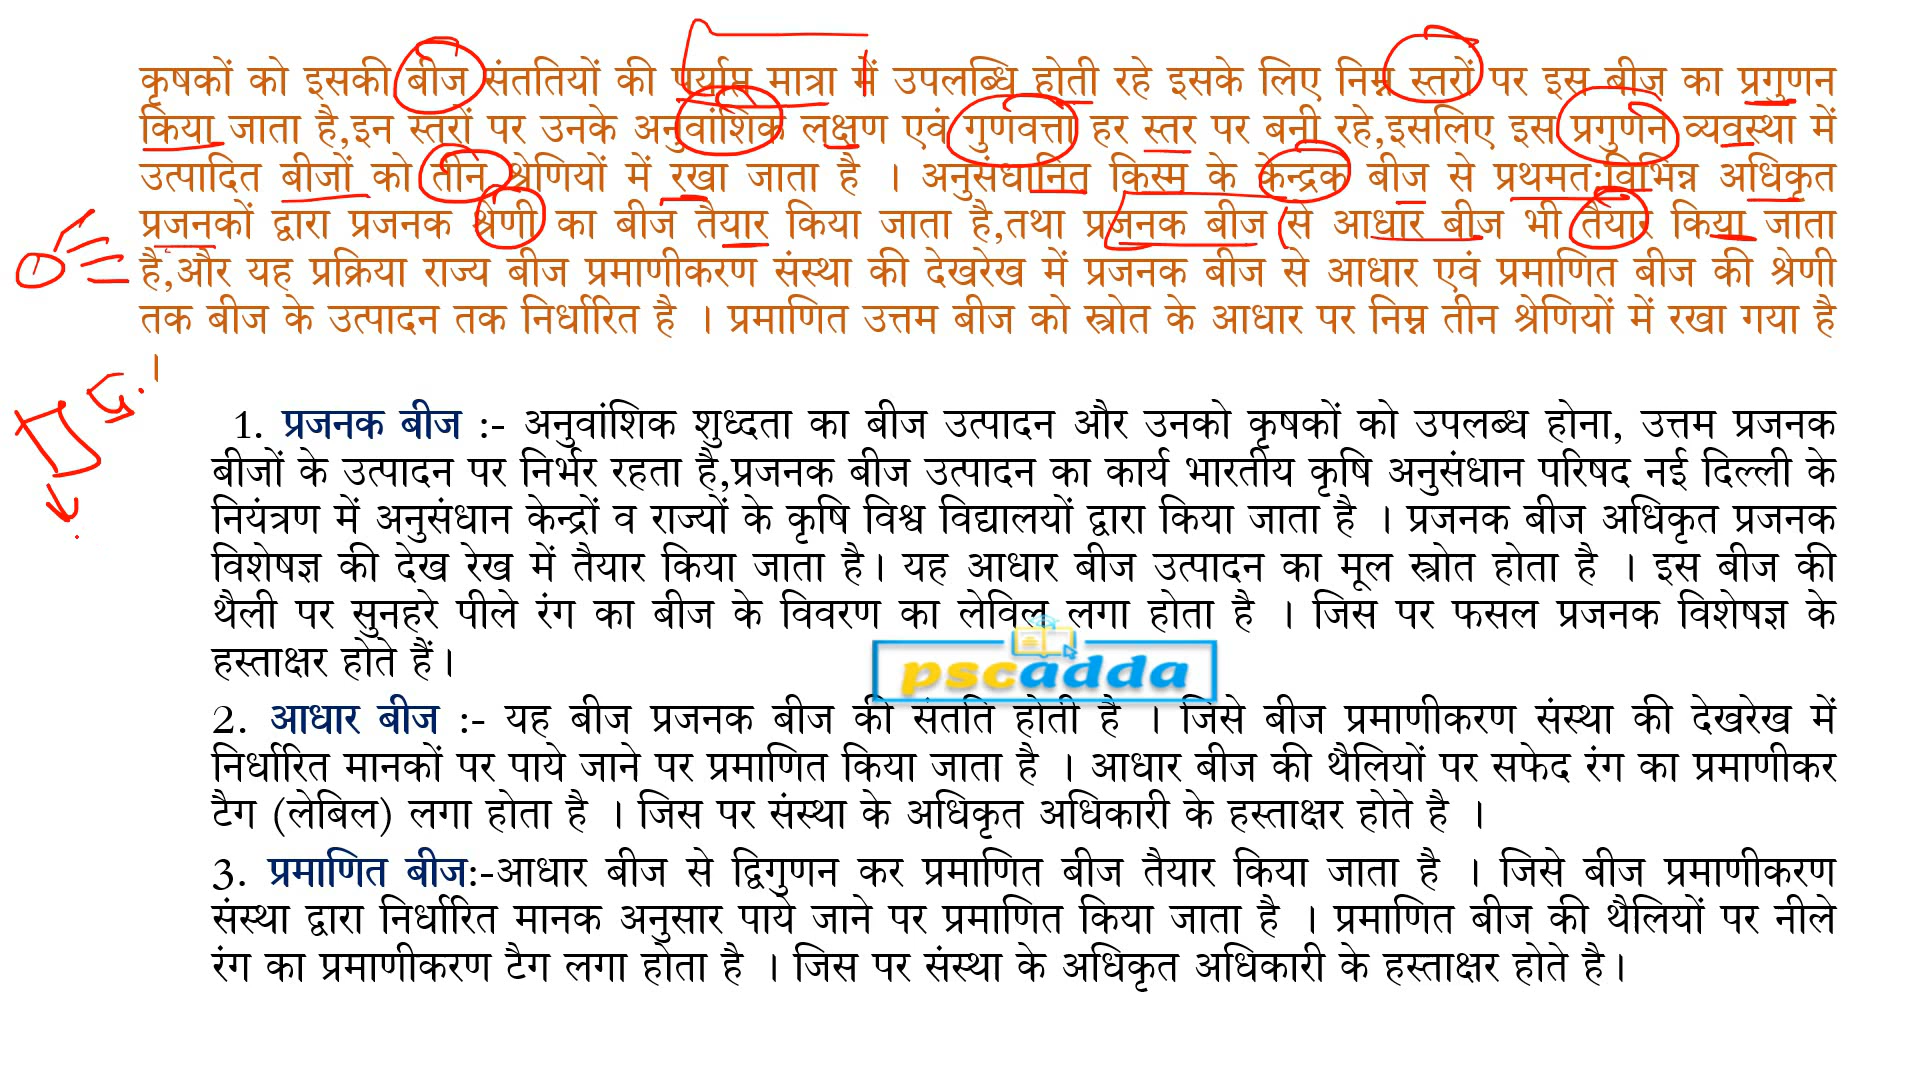 कृषकों को इसकी बीज संततियों की पर्याप्त मात्रा में उपलब्धि होती रहे इसके लिए निम्न स्तरों पर इस बीज का प्रगुणन
किया जाता है,इन स्तरों पर उनके अनुवांशिक लक्षण एवं गुणवत्ता हर स्तर पर बनी रहे,इसलिए इस प्रगुणन व्यवस्था में
उत्पादित बीजों को तीन श्रेणियों में रखा जाता है । अनुसंधानित किस्म के केन्द्रक बीज से प्रथमतःविभिन्न अधिकृत
प्रजनकों द्वारा प्रजनक श्रेणी का बीज तैयार किया जाता है,तथा प्रजनक बीज से आधार बीज भी तैयार किया जाता
है,और यह प्रक्रिया राज्य बीज प्रमाणीकरण संस्था की देखरेख में प्रजनक बीज से आधार एवं प्रमाणित बीज की श्रेणी
तक बीज के उत्पादन तक निर्धारित है । प्रमाणित उत्तम बीज को स्त्रोत के आधार पर निम्न तीन श्रेणियों में रखा गया है
।
1. प्रजनक बीज :- अनुवांशिक शुध्दता का बीज उत्पादन और उनको कृषकों को उपलब्ध होना, उत्तम प्रजनक
बीजों के उत्पादन पर निर्भर रहता है,प्रजनक बीज उत्पादन का कार्य भारतीय कृषि अनुसंधान परिषद नई दिल्ली के
नियंत्रण में अनुसंधान केन्द्रों व राज्यों के कृषि विश्व विद्यालयों द्वारा किया जाता है । प्रजनक बीज अधिकृत प्रजनक
विशेषज्ञ की देख रेख में तैयार किया जाता है। यह आधार बीज उत्पादन का मूल स्त्रोत होता है । इस बीज की
थैली पर सुनहरे पीले रंग का बीज के विवरण का लेविल लगा होता है । जिस पर फसल प्रजनक विशेषज्ञ के
हस्ताक्षर होते हैं।
pscadda
2. आधार बीज :- यह बीज प्रजनक बीज की संतति होती है । जिसे बीज प्रमाणीकरण संस्था की देखरेख में
निर्धारित मानकों पर पाये जाने पर प्रमाणित किया जाता है । आधार बीज की थैलियों पर सफेद रंग का प्रमाणीकर
टैग (लेबिल) लगा होता है । जिस पर संस्था के अधिकृत अधिकारी के हस्ताक्षर होते है ।
3. प्रमाणित बीज:-आधार बीज से द्विगुणन कर प्रमाणित बीज तैयार किया जाता है । जिसे बीज प्रमाणीकरण
संस्था द्वारा निर्धारित मानक अनुसार पाये जाने पर प्रमाणित किया जाता है । प्रमाणित बीज की थैलियों पर नीले
रंग का प्रमाणीकरण टैग लगा होता है । जिस पर संस्था के अधिकृत अधिकारी के हस्ताक्षर होते है।